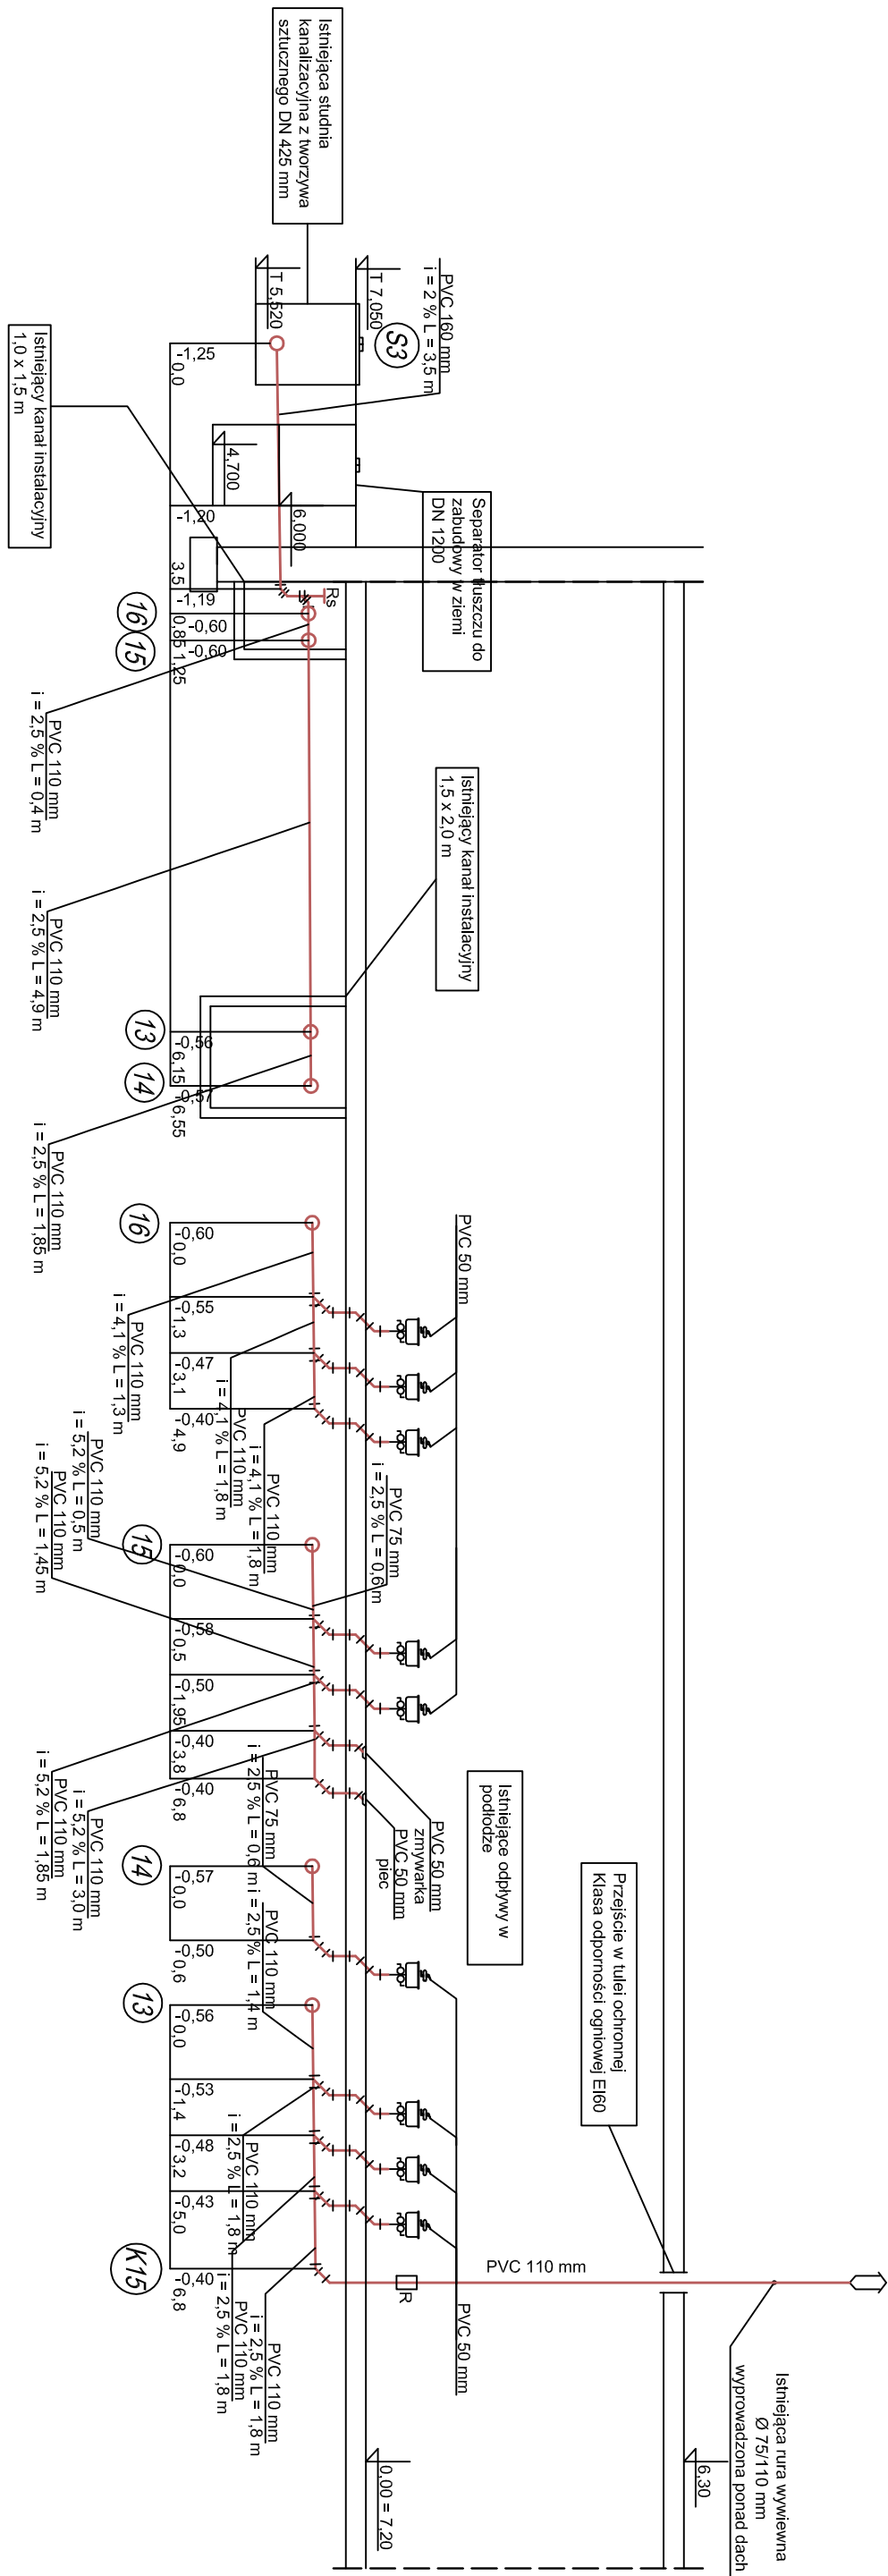 Istniejąca studnia
kanalizacyjna z tworzywa
sztucznego DN 425 mm
T 5,520
T 7,050
S3
PVC 160 mm
i = 2 % L = 3,5 m
-1,25
0,0
Istniejący kanał instalacyjny
1,0 x 1,5 m
4,700
6,000
-1,20
3,5
Separator tłuszczu do
zabudowy w ziemi
DN 1200
Rs
-1,19
0,85
-0,60
1,25
-0,60
16
15
PVC 110 mm
i = 2,5 % L = 0,4 m
PVC 110 mm
i = 2,5 % L = 4,9 m
Istniejący kanał instalacyjny
1,5 x 2,0 m
13
-0,56
6,15
14
-0,57
6,55
PVC 110 mm
i = 2,5 % L = 1,85 m
16
-0,60
0,0
-0,55
1,3
-0,47
3,1
-0,40
4,9
PVC 50 mm
PVC 110 mm
i = 4,1 % L = 1,3 m
PVC 110 mm
i = 4,1 % L = 1,8 m
PVC 110 mm
i = 4,1 % L = 1,8 m
PVC 75 mm
i = 2,5 % L = 0,6 m
PVC 110 mm
i = 5,2 % L = 0,5 m
PVC 110 mm
i = 5,2 % L = 1,45 m
15
-0,60
0,0
-0,58
0,5
-0,50
1,95
-0,40
3,8
-0,40
6,8
PVC 110 mm
i = 5,2 % L = 1,85 m
PVC 110 mm
i = 5,2 % L = 3,0 m
PVC 50 mm
zmywarka
PVC 50 mm
piec
Istniejące odpływy w
podłodze
PVC 75 mm
i = 2,5 % L = 0,6 m
14
-0,57
0,0
-0,50
0,6
PVC 110 mm
i = 2,5 % L = 1,4 m
13
-0,56
0,0
-0,53
1,4
-0,48
3,2
-0,43
5,0
-0,40
6,8
K15
PVC 110 mm
i = 2,5 % L = 1,8 m
PVC 110 mm
i = 2,5 % L = 1,8 m
PVC 110 mm
i = 2,5 % L = 1,8 m
PVC 50 mm
R
PVC 110 mm
Przejście w tulei ochronnej
Klasa odporności ogniowej EI60
Istniejąca rura wywiewna
Ø 75/110 mm
wyprowadzona ponad dach
0,00 = 7,20
6,30